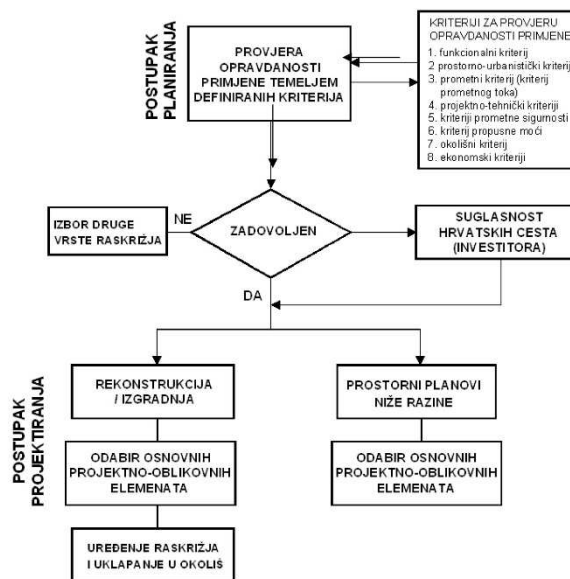 POSTUPAK
PLANIRANJA
PROVJERA
OPRAVDANOSTI
PRIMJENE TEMELJEM
DEFINIRANIH KRITERIJA
KRITERIJI ZA PROVJERU
OPRAVDANOSTI PRIMJENE
1. funkcionalni kriterij
2 prostorno-urbanistički kriterij
3. prometni kriterij (kriterij
prometnog toka)
4. projektno-tehnički kriteriji
5. kriteriji prometne sigurnosti
6. kriterij propusne moći
7. okolišni kriterij
8. ekonomski kriteriji
IZBOR DRUGE
VRSTE RASKRIŽJA
NE
ZADOVOLJEN
SUGLASNOST
HRVATSKIH CESTA
(INVESTITORA)
DA
POSTUPAK
PROJEKTIRANJA
REKONSTRUKCIJA
/ IZGRADNJA
PROSTORNI PLANOVI
NIŽE RAZINE
ODABIR OSNOVNIH
PROJEKTNO-OBLIKOVNIH
ELEMENATA
ODABIR OSNOVNIH
PROJEKTNO-OBLIKOVNIH
ELEMENATA
UREĐENJE RASKRIŽJA
I UKLAPANJE U OKOLIŠ